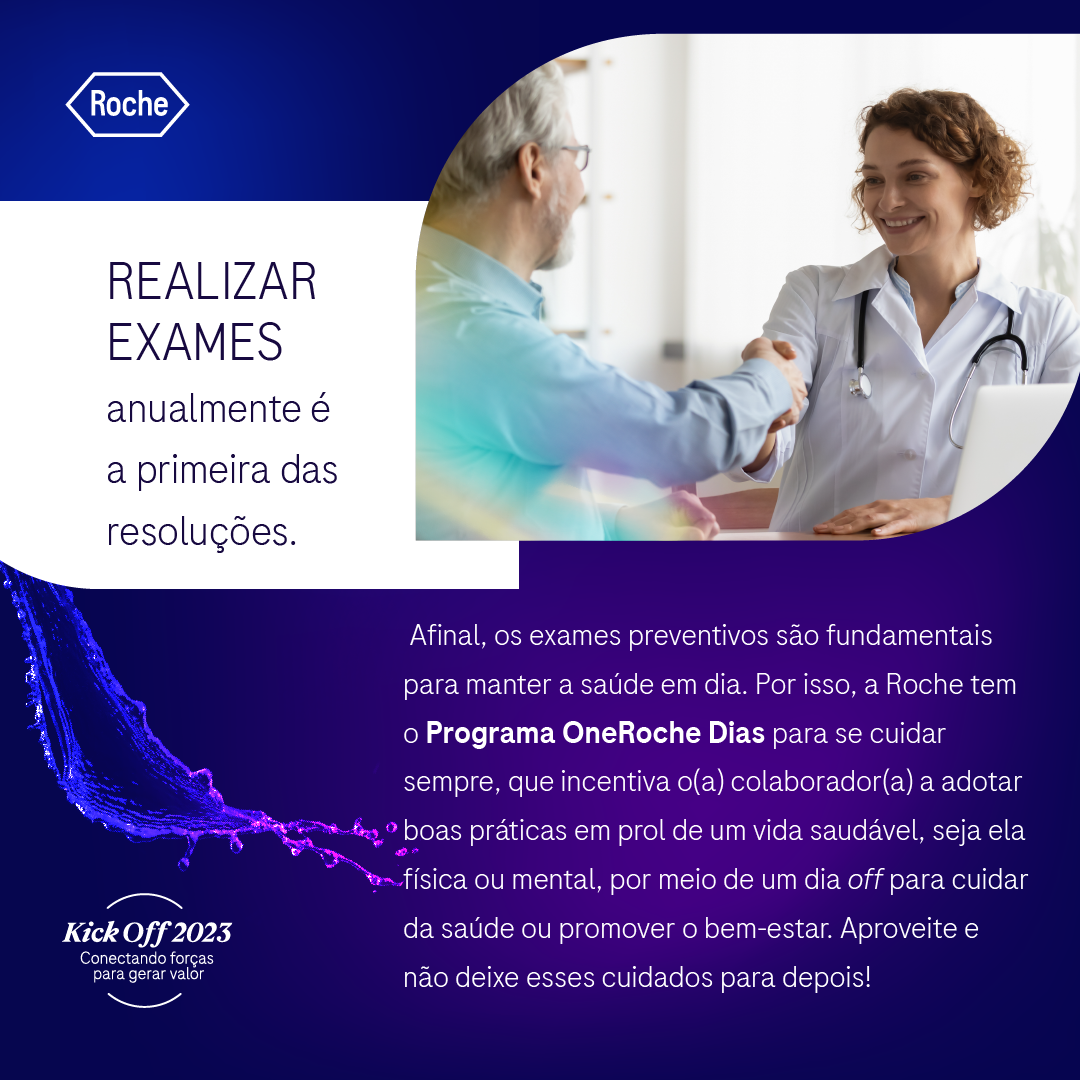 Roche
REALIZAR
EXAMES
anualmente é
a primeira das
resoluções.
Afinal, os exames preventivos são fundamentais
para manter a saúde em dia. Por isso, a Roche tem
o Programa OneRoche Dias para se cuidar
sempre, que incentiva o(a) colaborador(a) a adotar
boas práticas em prol de um vida saudável, seja ela
física ou mental, por meio de um dia off para cuidar
da saúde ou promover o bem-estar. Aproveite e
não deixe esses cuidados para depois!
Kick Off 2023
Conectando forças
para gerar valor